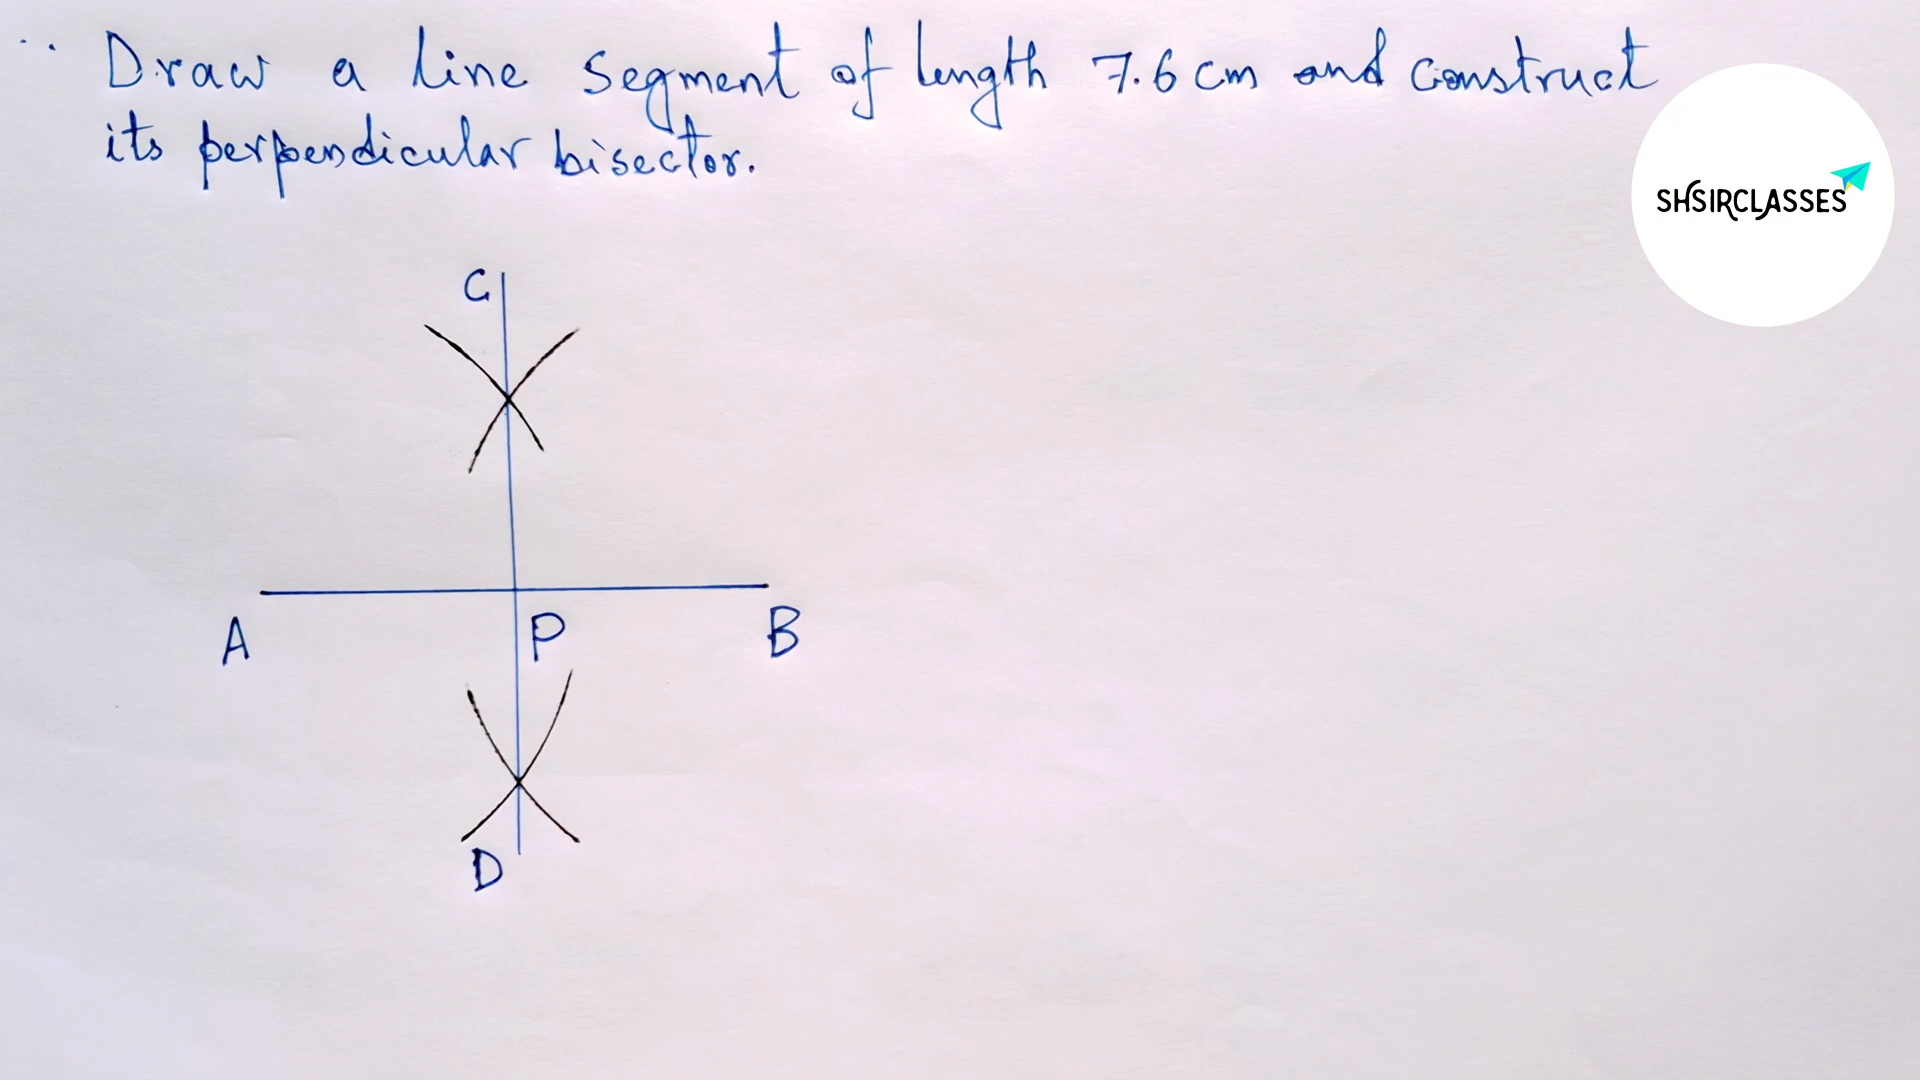 Draw a line segment of length 7.6 cm and construct
its perpendicular bisector.
SHSIRCLASSES
C
A
P
B
D